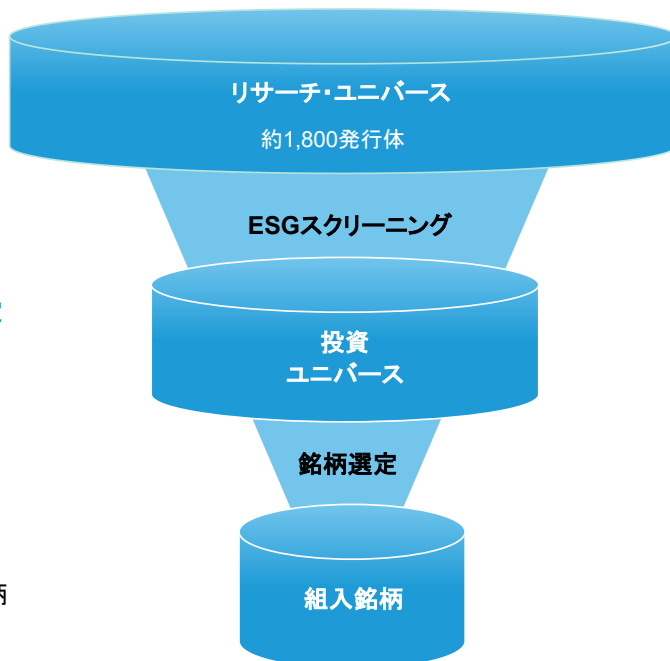 リサーチ・ユニバース
約1,800発行体
ESGスクリーニング
投資
ユニバース
銘柄選定
組入銘柄
柄